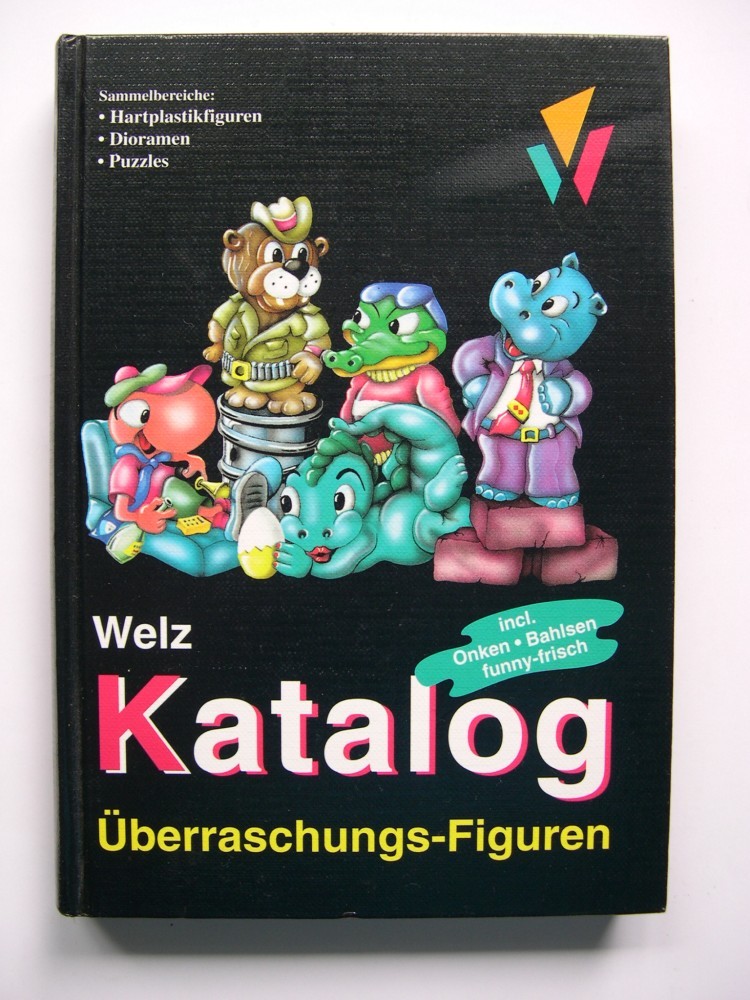 Sammelbereiche:
• Hartplastikfiguren
• Dioramen
• Puzzles
Welz
incl.
Onken • Bahlsen
funny-frisch
Katalog
Überraschungs-Figuren